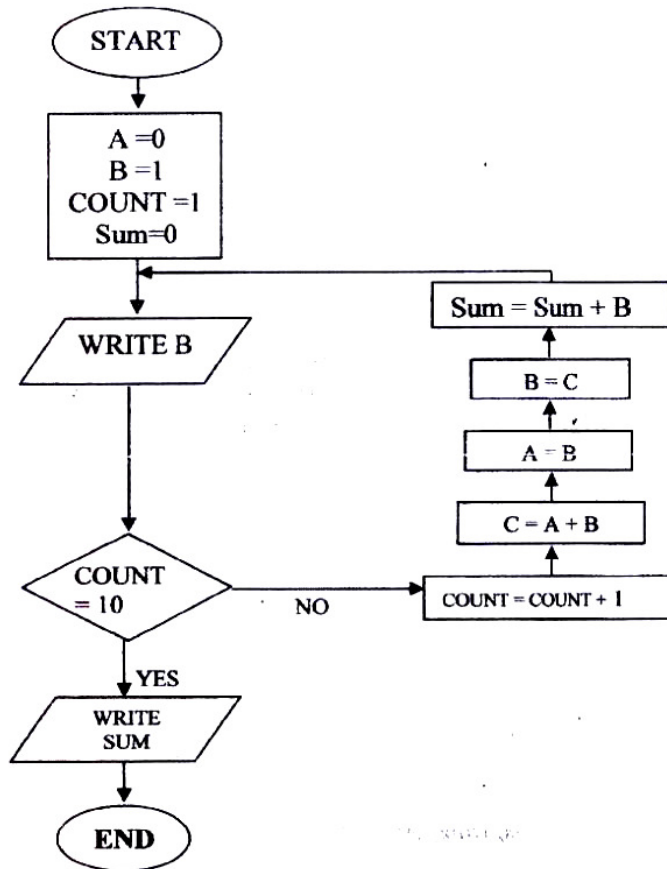 START
A =0
B =1
COUNT =1
Sum=0
WRITE B
COUNT
= 10
NO
COUNT = COUNT + 1
C = A + B
A = B
B = C
Sum = Sum + B
YES
WRITE
SUM
END